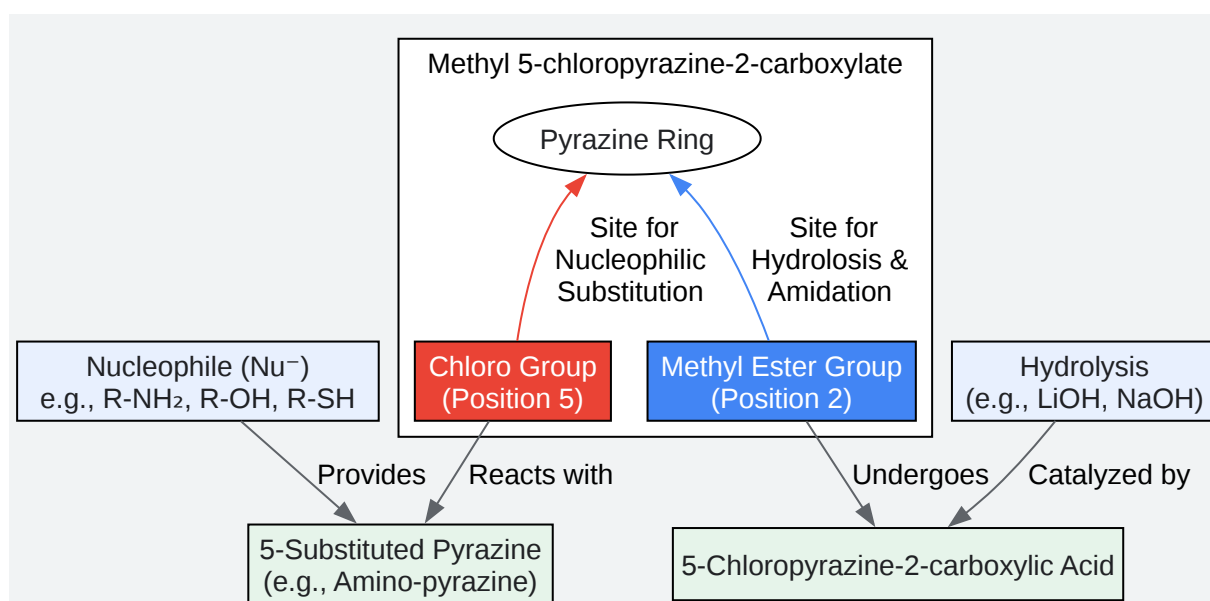 Methyl 5-chloropyrazine-2-carboxylate
Pyrazine Ring
Site for
Nucleophilic
Substitution
Site for
Hydrolosis &
Amidation
Nucleophile (Nu⁻)
e.g., R-NH₂, R-OH, R-SH
Chloro Group
(Position 5)
Methyl Ester Group
(Position 2)
Hydrolysis
(e.g., LiOH, NaOH)
Provides
Reacts with
Undergoes
Catalyzed by
5-Substituted Pyrazine
(e.g., Amino-pyrazine)
5-Chloropyrazine-2-carboxylic Acid